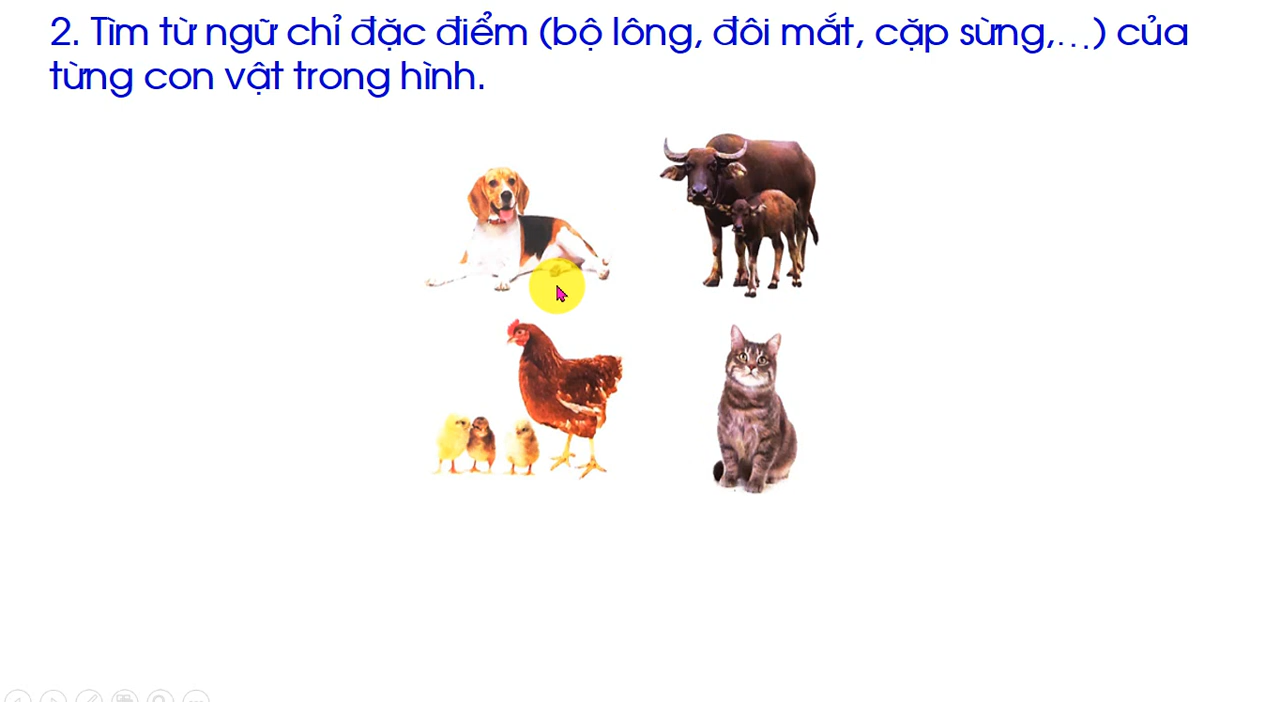 2. Tìm từ ngữ chỉ đặc điểm (bộ lông, đôi mắt, cặp sừng,...) của
từng con vật trong hình.